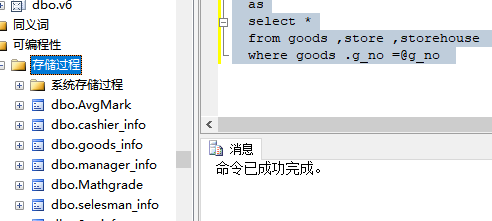 dbo.v6
同义词
可编程性
存储过程
系统存储过程
dbo.AvgMark
dbo.cashier_info
dbo.goods_info
dbo.manager_info
dbo.Mathgrade
dbo.selesman_info
as
select *
from goods ,store ,storehouse
where goods .g_no =@g_no
消息
命令已成功完成。